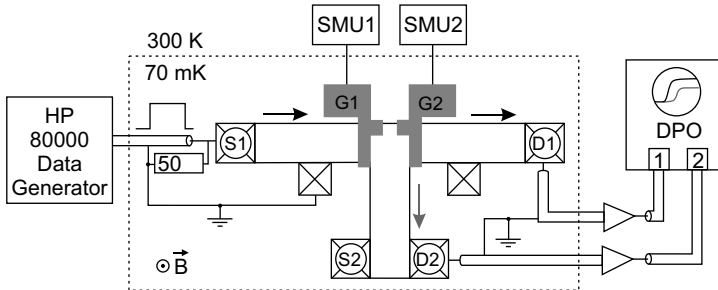 SMU1
SMU2
300 K
70 mK
G1
G2
HP
80000
Data
Generator
50
S1
D1
DPO
1
2
S2
D2
B